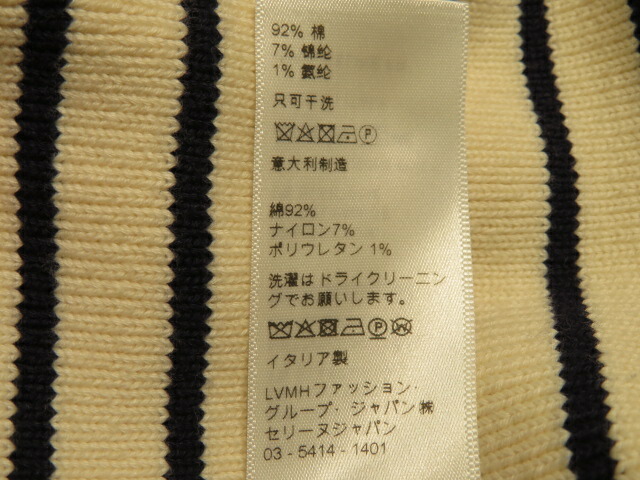 92% 棉
7% 锦纶
1% 氨纶
只可干洗
意大利制造
綿92%
ナイロン7%
ポリウレタン 1%
洗濯はドライクリーニン
グでお願いします。
イタリア製
LVMHファッション・
グループ・ジャパン㈱
セリーヌジャパン
03 - 5414 - 1401